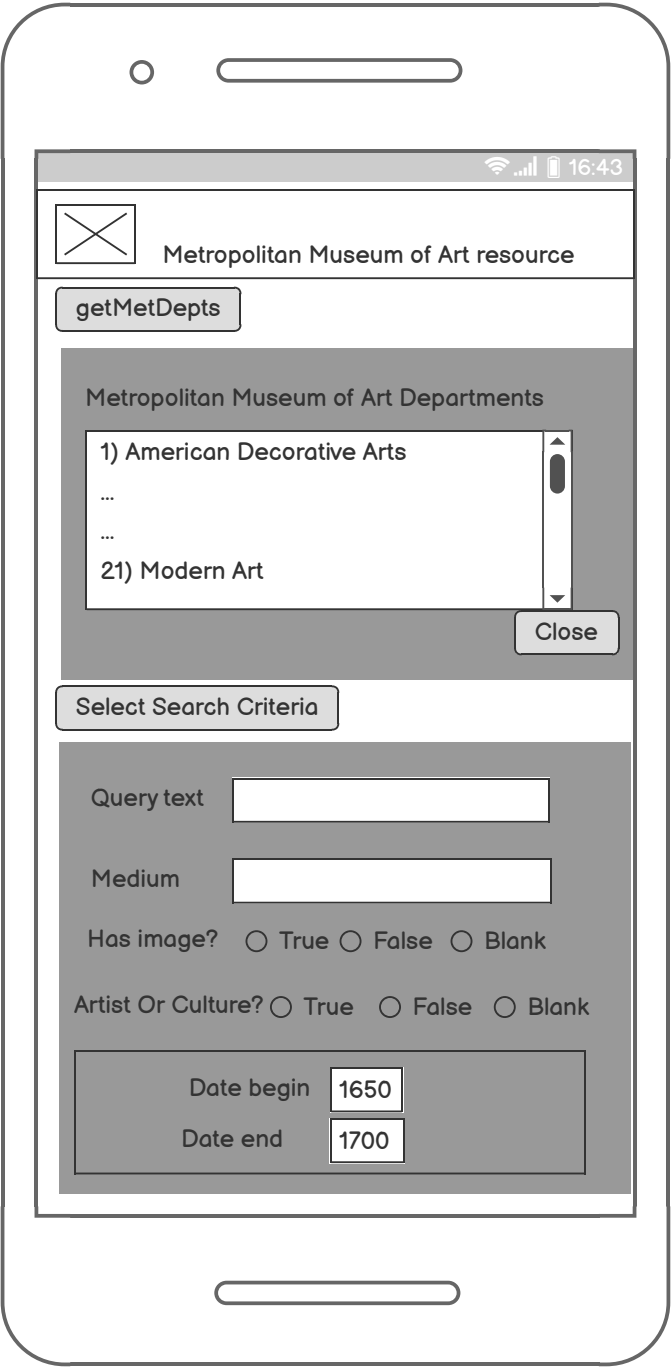 16:43
Metropolitan Museum of Art resource
getMetDepts
Metropolitan Museum of Art Departments
1) American Decorative Arts
...
...
21) Modern Art
Close
Select Search Criteria
Query text
Medium
Has image? True False Blank
Artist Or Culture? True False Blank
Date begin 1650
Date end 1700